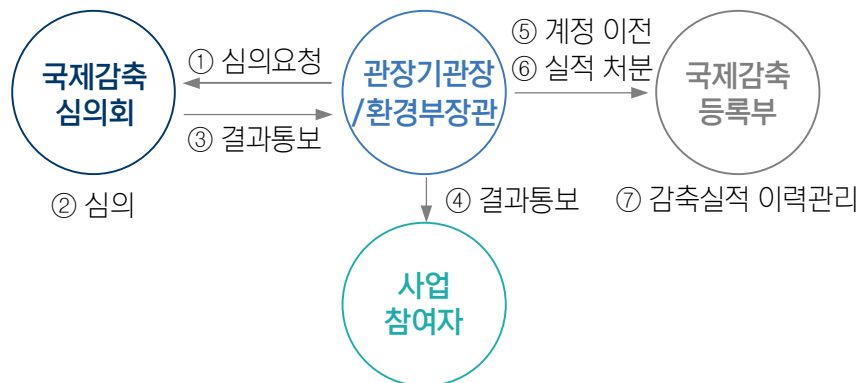 국제감축
심의회
① 심의요청
③ 결과통보
② 심의
관장기관장
/환경부장관
⑤ 계정 이전
⑥ 실적 처분
국제감축
등록부
④ 결과통보
⑦ 감축실적 이력관리
사업
참여자